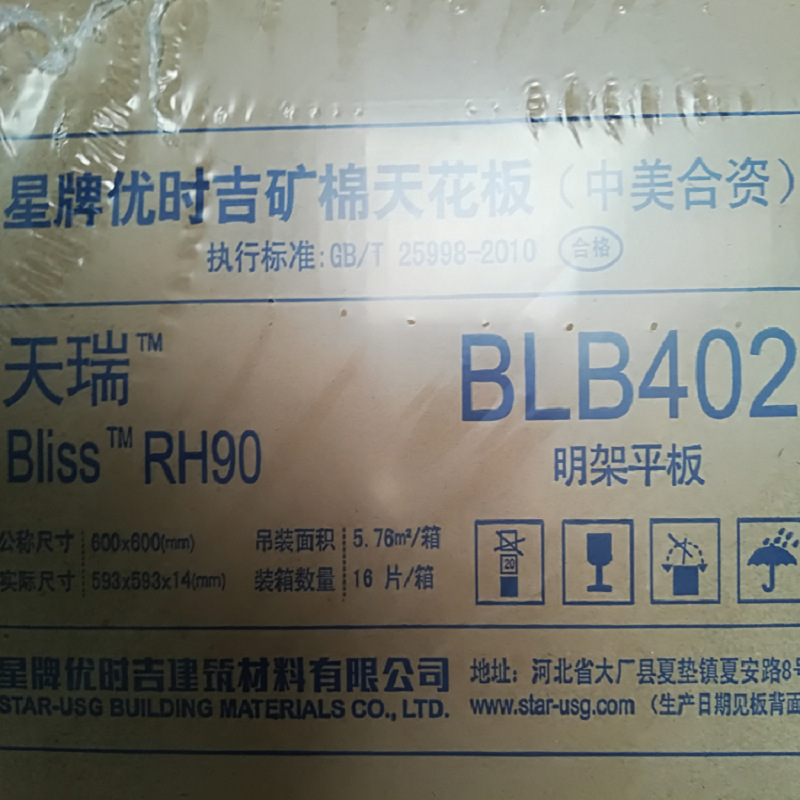 星牌优时吉矿棉天花板（中美合资）
执行标准:GB/T 25998-2010 合格
天瑞™
BLB402
Bliss™ RH90
明架平板
公称尺寸 600x600(mm) 吊装面积 5.76m²/箱
实际尺寸 593x593x14(mm) 装箱数量 16 片/箱
20
星牌优时吉建筑材料有限公司 地址: 河北省大厂县夏垫镇夏安路8号
STAR-USG BUILDING MATERIALS CO., LTD. www.star-usg.com （生产日期见板背面